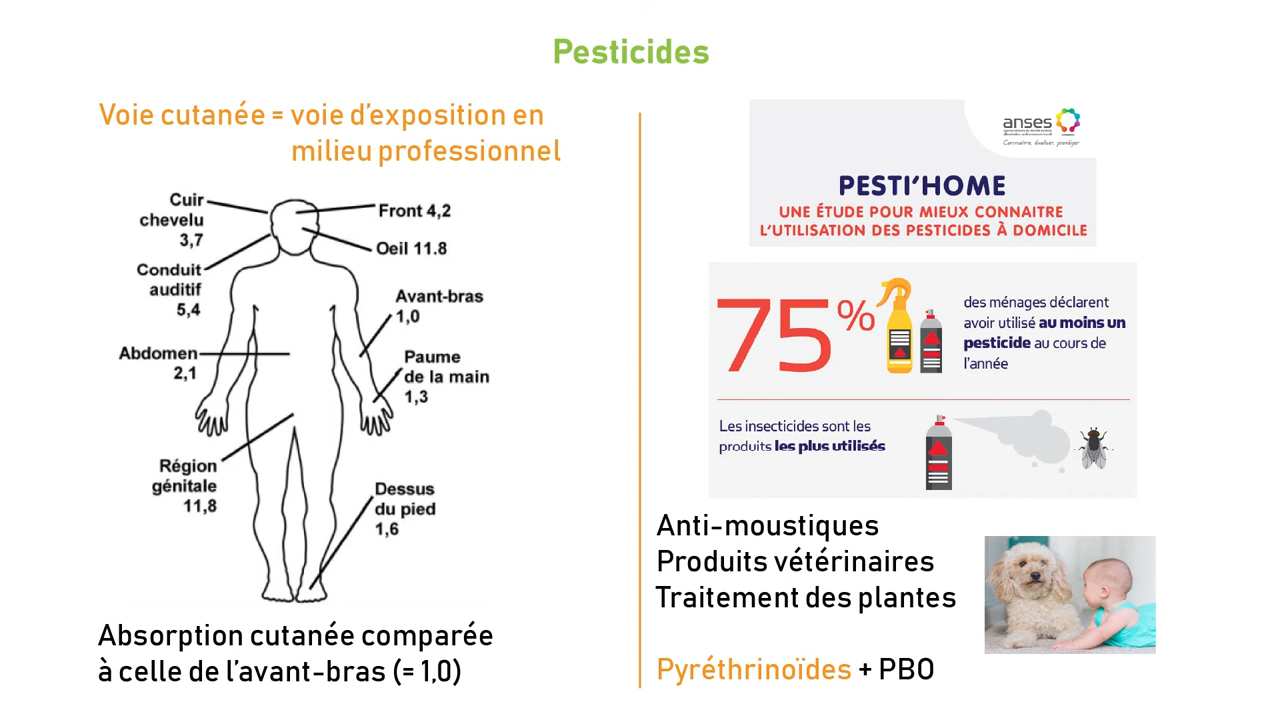 Pesticides
Voie cutanée = voie d'exposition en
milieu professionnel
Cuir
chevelu
3,7
Front 4,2
Oeil 11.8
Conduit
auditif
5,4
Avant-bras
1,0
Abdomen
2,1
Paume
de la main
1,3
Région
génitale
11,8
Dessus
du pied
1,6
Absorption cutanée comparée
à celle de l'avant-bras (= 1,0)
anses
Connaître, évaluer, protéger
PESTI'HOME
UNE ÉTUDE POUR MIEUX CONNAITRE
L'UTILISATION DES PESTICIDES À DOMICILE
75%
des ménages déclarent
avoir utilisé au moins un
pesticide au cours de
l'année
Les insecticides sont les
produits les plus utilisés
Anti-moustiques
Produits vétérinaires
Traitement des plantes
Pyréthrinoïdes + PBO